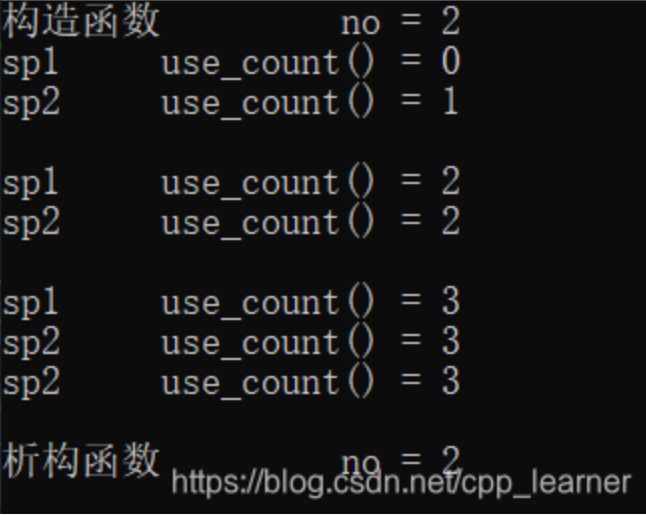 构造函数 no = 2
sp1 use_count() = 0
sp2 use_count() = 1
sp1 use_count() = 2
sp2 use_count() = 2
sp1 use_count() = 3
sp2 use_count() = 3
sp2 use_count() = 3
析构函数 no = 2
https://blog.csdn.net/cpp_learner